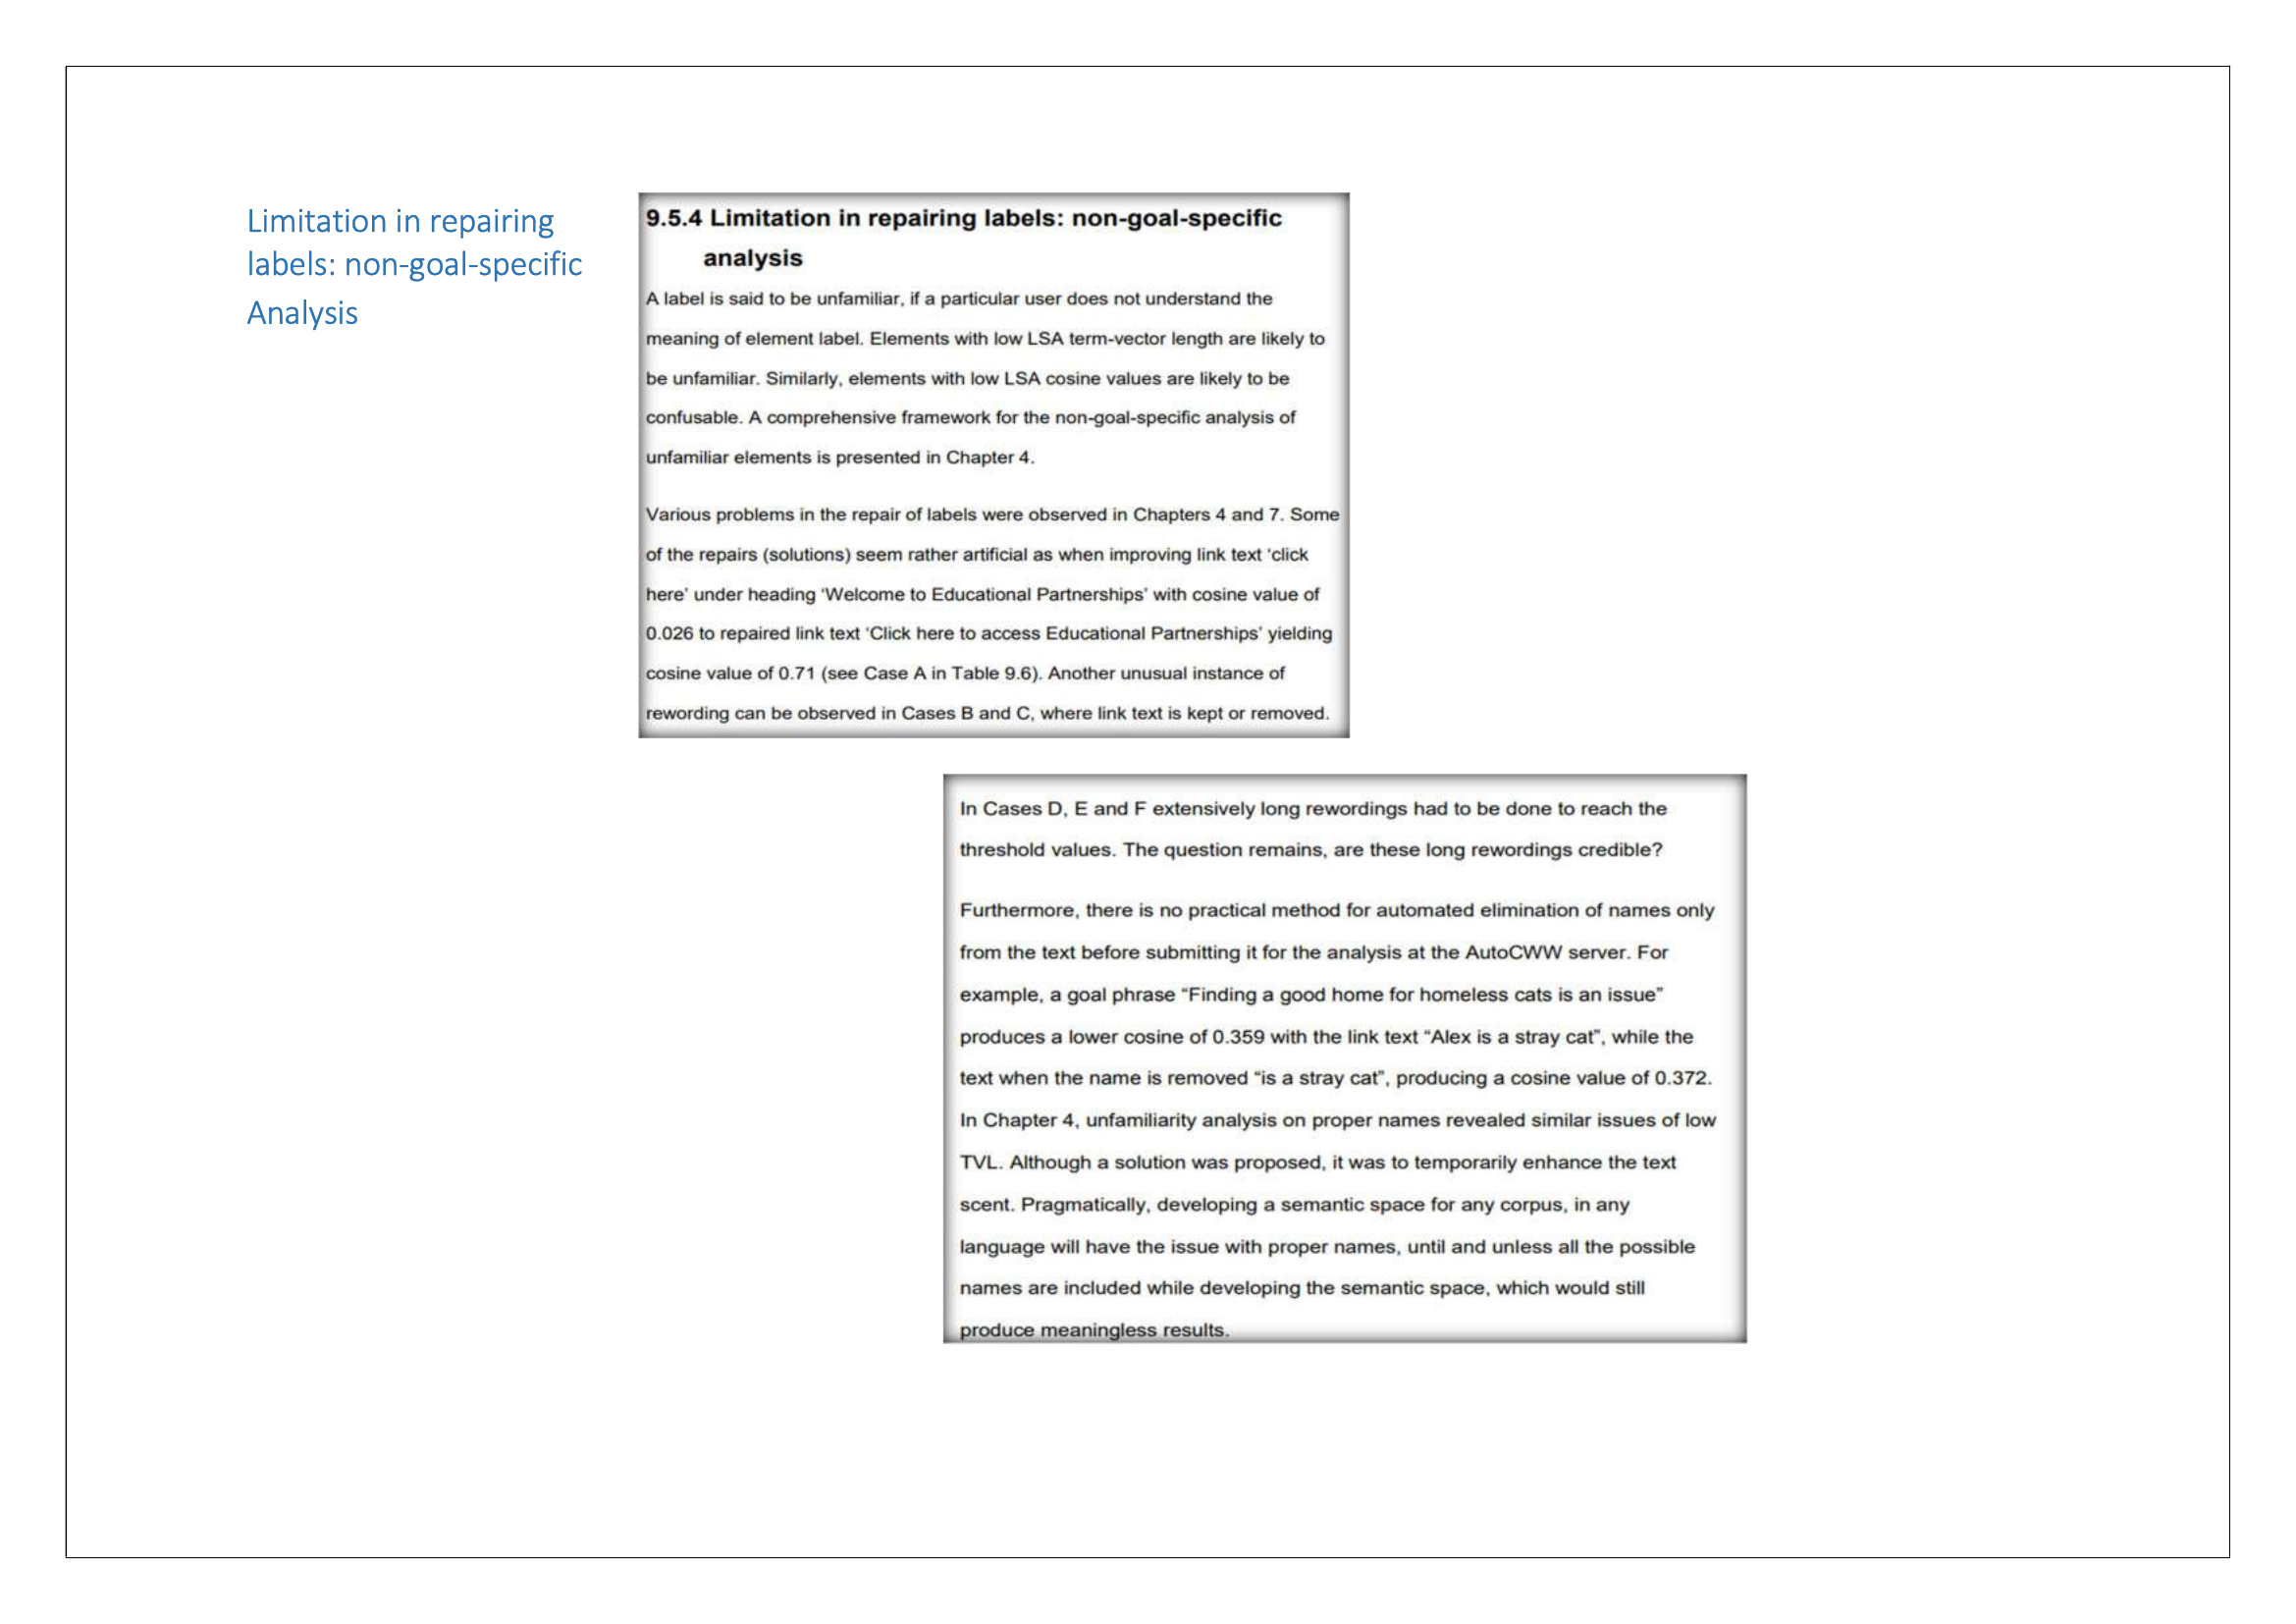 Limitation in repairing
labels: non-goal-specific
Analysis
9.5.4 Limitation in repairing labels: non-goal-specific
analysis
A label is said to be unfamiliar, if a particular user does not understand the
meaning of element label. Elements with low LSA term-vector length are likely to
be unfamiliar. Similarly, elements with low LSA cosine values are likely to be
confusable. A comprehensive framework for the non-goal-specific analysis of
unfamiliar elements is presented in Chapter 4.
Various problems in the repair of labels were observed in Chapters 4 and 7. Some
of the repairs (solutions) seem rather artificial as when improving link text ‘click
here’ under heading ‘Welcome to Educational Partnerships’ with cosine value of
0.026 to repaired link text ‘Click here to access Educational Partnerships’ yielding
cosine value of 0.71 (see Case A in Table 9.6). Another unusual instance of
rewording can be observed in Cases B and C, where link text is kept or removed.
In Cases D, E and F extensively long rewordings had to be done to reach the
threshold values. The question remains, are these long rewordings credible?
Furthermore, there is no practical method for automated elimination of names only
from the text before submitting it for the analysis at the AutoCWW server. For
example, a goal phrase “Finding a good home for homeless cats is an issue”
produces a lower cosine of 0.359 with the link text “Alex is a stray cat”, while the
text when the name is removed “is a stray cat”, producing a cosine value of 0.372.
In Chapter 4, unfamiliarity analysis on proper names revealed similar issues of low
TVL. Although a solution was proposed, it was to temporarily enhance the text
scent. Pragmatically, developing a semantic space for any corpus, in any
language will have the issue with proper names, until and unless all the possible
names are included while developing the semantic space, which would still
produce meaningless results.